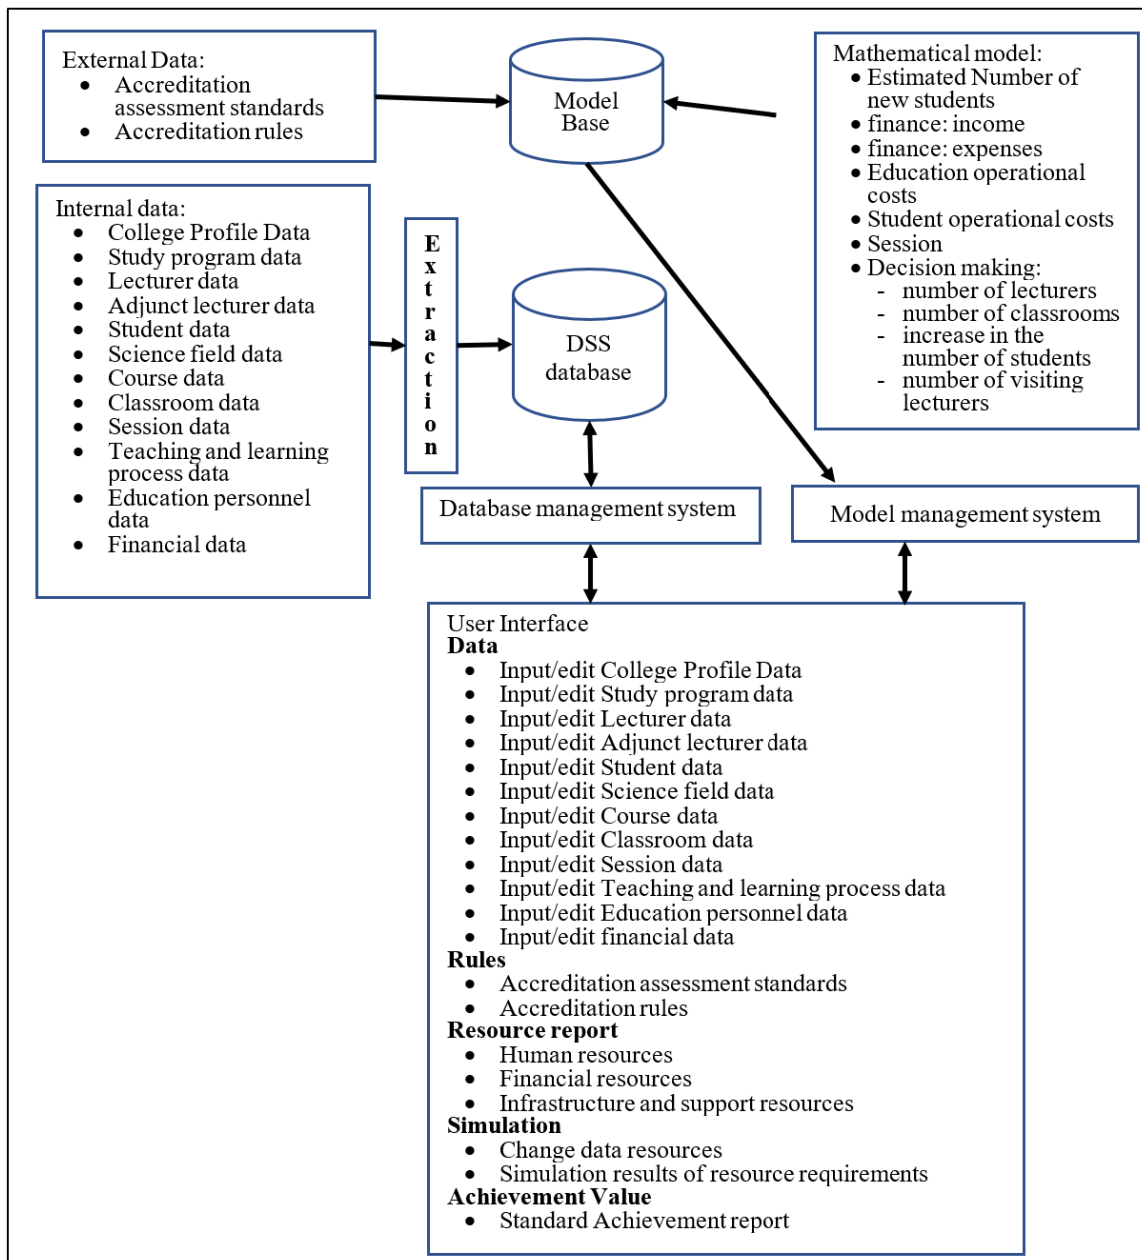 External Data:
• Accreditation
assessment standards
• Accreditation rules
Model
Base
Mathematical model:
• Estimated Number of
new students
• finance: income
• finance: expenses
• Education operational
costs
• Student operational costs
• Session
• Decision making:
- number of lecturers
- number of classrooms
- increase in the
number of students
- number of visiting
lecturers
Internal data:
• College Profile Data
• Study program data
• Lecturer data
• Adjunct lecturer data
• Student data
• Science field data
• Course data
• Classroom data
• Session data
• Teaching and learning
process data
• Education personnel
data
• Financial data
Extraction
DSS
database
Database management system
Model management system
User Interface
Data
• Input/edit College Profile Data
• Input/edit Study program data
• Input/edit Lecturer data
• Input/edit Adjunct lecturer data
• Input/edit Student data
• Input/edit Science field data
• Input/edit Course data
• Input/edit Classroom data
• Input/edit Session data
• Input/edit Teaching and learning process data
• Input/edit Education personnel data
• Input/edit financial data
Rules
• Accreditation assessment standards
• Accreditation rules
Resource report
• Human resources
• Financial resources
• Infrastructure and support resources
Simulation
• Change data resources
• Simulation results of resource requirements
Achievement Value
• Standard Achievement report